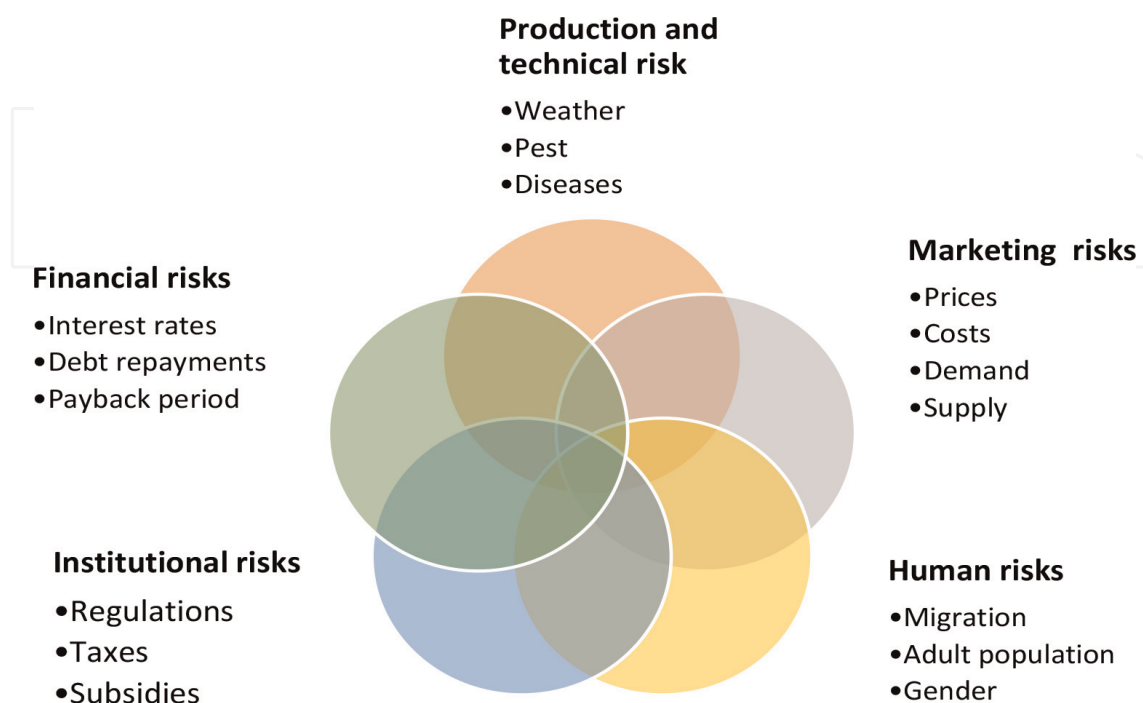 Production and
technical risk
•Weather
•Pest
•Diseases
Marketing risks
•Prices
•Costs
•Demand
•Supply
Financial risks
•Interest rates
•Debt repayments
•Payback period
Institutional risks
•Regulations
•Taxes
•Subsidies
Human risks
•Migration
•Adult population
•Gender